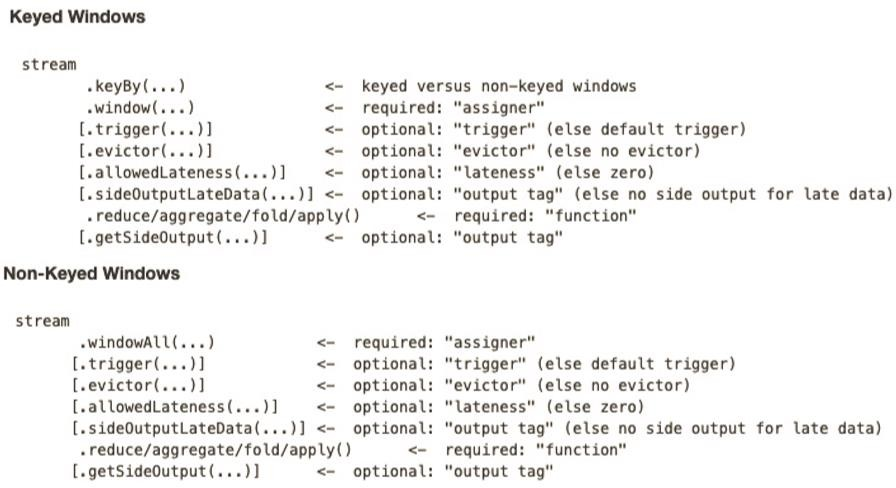 Keyed Windows
stream
.keyBy(...) <- keyed versus non-keyed windows
.window(...) <- required: "assigner"
[.trigger(...)] <- optional: "trigger" (else default trigger)
[.evictor(...)] <- optional: "evictor" (else no evictor)
[.allowedLateness(...)] <- optional: "lateness" (else zero)
[.sideOutputLateData(...)] <- optional: "output tag" (else no side output for late data)
.reduce/aggregate/fold/apply() <- required: "function"
[.getSideOutput(...)] <- optional: "output tag"
Non-Keyed Windows
stream
.windowAll(...) <- required: "assigner"
[.trigger(...)] <- optional: "trigger" (else default trigger)
[.evictor(...)] <- optional: "evictor" (else no evictor)
[.allowedLateness(...)] <- optional: "lateness" (else zero)
[.sideOutputLateData(...)] <- optional: "output tag" (else no side output for late data)
.reduce/aggregate/fold/apply() <- required: "function"
[.getSideOutput(...)] <- optional: "output tag"